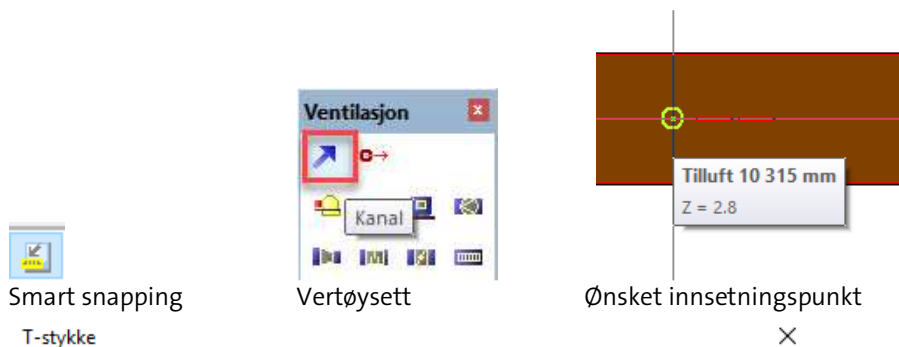 Ventilasjon
Kanal
Tilluft 10 315 mm
Z = 2.8
Smart snapping
Vertøysett
Ønsket innsetningspunkt
T-stykke